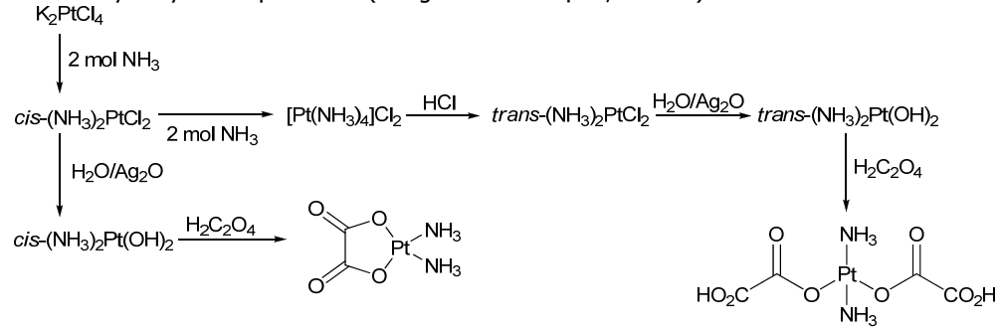 K₂PtCl₄
2 mol NH₃
cis-(NH₃)₂PtCl₂
2 mol NH₃
[Pt(NH₃)₄]Cl₂
HCl
trans-(NH₃)₂PtCl₂
H₂O/Ag₂O
trans-(NH₃)₂Pt(OH)₂
H₂O/Ag₂O
H₂C₂O₄
cis-(NH₃)₂Pt(OH)₂
H₂C₂O₄
O
O
Pt
NH₃
NH₃
O
O
O
NH₃
O
Pt
HO₂C
O
O
CO₂H
NH₃